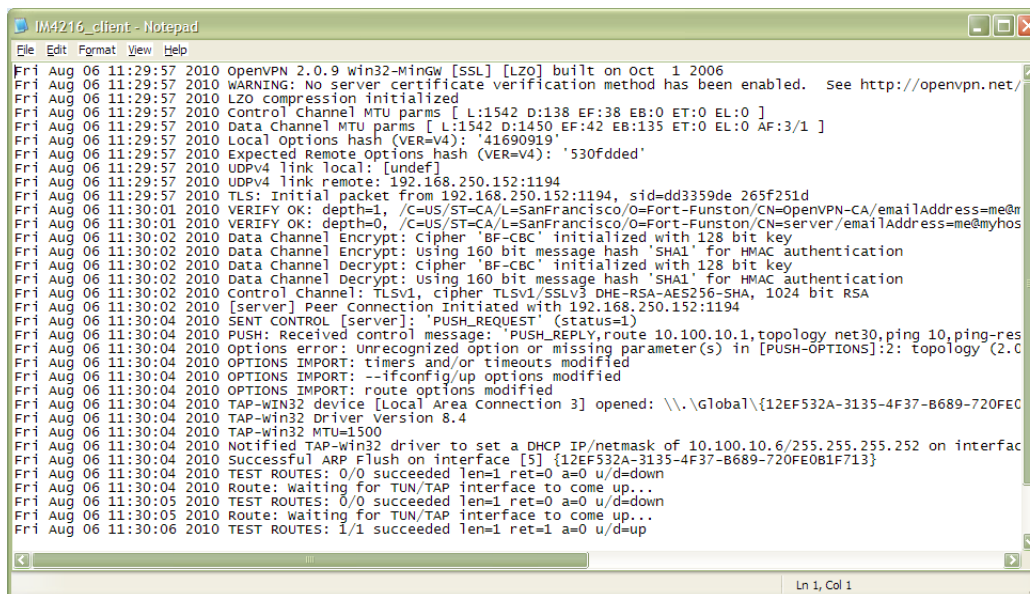 IM4216_client - Notepad
File Edit Format View Help
Fri Aug 06 11:29:57 2010 OpenVPN 2.0.9 Win32-MinGW [SSL] [LZO] built on Oct 1 2006
Fri Aug 06 11:29:57 2010 WARNING: No server certificate verification method has been enabled. See http://openvpn.net/
Fri Aug 06 11:29:57 2010 LZO compression initialized
Fri Aug 06 11:29:57 2010 Control Channel MTU parms [ L:1542 D:138 EF:38 EB:0 ET:0 EL:0 ]
Fri Aug 06 11:29:57 2010 Data Channel MTU parms [ L:1542 D:1450 EF:42 EB:135 ET:0 EL:0 AF:3/1 ]
Fri Aug 06 11:29:57 2010 Local Options hash (VER=V4): '41690919'
Fri Aug 06 11:29:57 2010 Expected Remote Options hash (VER=V4): '530fdded'
Fri Aug 06 11:29:57 2010 UDPv4 link local: [undef]
Fri Aug 06 11:29:57 2010 UDPv4 link remote: 192.168.250.152:1194
Fri Aug 06 11:29:57 2010 TLS: Initial packet from 192.168.250.152:1194, sid=dd3359de 265f251d
Fri Aug 06 11:30:01 2010 VERIFY OK: depth=1, /C=US/ST=CA/L=SanFrancisco/O=Fort-Funston/CN=OpenVPN-CA/emailAddress=me@m
Fri Aug 06 11:30:01 2010 VERIFY OK: depth=0, /C=US/ST=CA/L=SanFrancisco/O=Fort-Funston/CN=server/emailAddress=me@myhos
Fri Aug 06 11:30:02 2010 Data Channel Encrypt: Cipher 'BF-CBC' initialized with 128 bit key
Fri Aug 06 11:30:02 2010 Data Channel Encrypt: Using 160 bit message hash 'SHA1' for HMAC authentication
Fri Aug 06 11:30:02 2010 Data Channel Decrypt: Cipher 'BF-CBC' initialized with 128 bit key
Fri Aug 06 11:30:02 2010 Data Channel Decrypt: Using 160 bit message hash 'SHA1' for HMAC authentication
Fri Aug 06 11:30:02 2010 Control Channel: TLSv1, cipher TLSv1/SSLv3 DHE-RSA-AES256-SHA, 1024 bit RSA
Fri Aug 06 11:30:02 2010 [server] Peer Connection Initiated with 192.168.250.152:1194
Fri Aug 06 11:30:04 2010 SENT CONTROL [server]: 'PUSH_REQUEST' (status=1)
Fri Aug 06 11:30:04 2010 PUSH: Received control message: 'PUSH_REPLY,route 10.100.10.1,topology net30,ping 10,ping-res
Fri Aug 06 11:30:04 2010 Options error: Unrecognized option or missing parameter(s) in [PUSH-OPTIONS]:2: topology (2.0
Fri Aug 06 11:30:04 2010 OPTIONS IMPORT: timers and/or timeouts modified
Fri Aug 06 11:30:04 2010 OPTIONS IMPORT: --ifconfig/up options modified
Fri Aug 06 11:30:04 2010 OPTIONS IMPORT: route options modified
Fri Aug 06 11:30:04 2010 TAP-WIN32 device [Local Area Connection 3] opened: \\.\Global\{12EF532A-3135-4F37-B689-720FE0
Fri Aug 06 11:30:04 2010 TAP-Win32 Driver Version 8.4
Fri Aug 06 11:30:04 2010 TAP-Win32 MTU=1500
Fri Aug 06 11:30:04 2010 Notified TAP-Win32 driver to set a DHCP IP/netmask of 10.100.10.6/255.255.255.252 on interfac
Fri Aug 06 11:30:04 2010 Successful ARP Flush on interface [5] {12EF532A-3135-4F37-B689-720FE0B1F713}
Fri Aug 06 11:30:04 2010 TEST ROUTES: 0/0 succeeded len=1 ret=0 a=0 u/d=down
Fri Aug 06 11:30:04 2010 Route: Waiting for TUN/TAP interface to come up...
Fri Aug 06 11:30:05 2010 TEST ROUTES: 0/0 succeeded len=1 ret=0 a=0 u/d=down
Fri Aug 06 11:30:05 2010 Route: Waiting for TUN/TAP interface to come up...
Fri Aug 06 11:30:06 2010 TEST ROUTES: 1/1 succeeded len=1 ret=1 a=0 u/d=up
Ln 1, Col 1